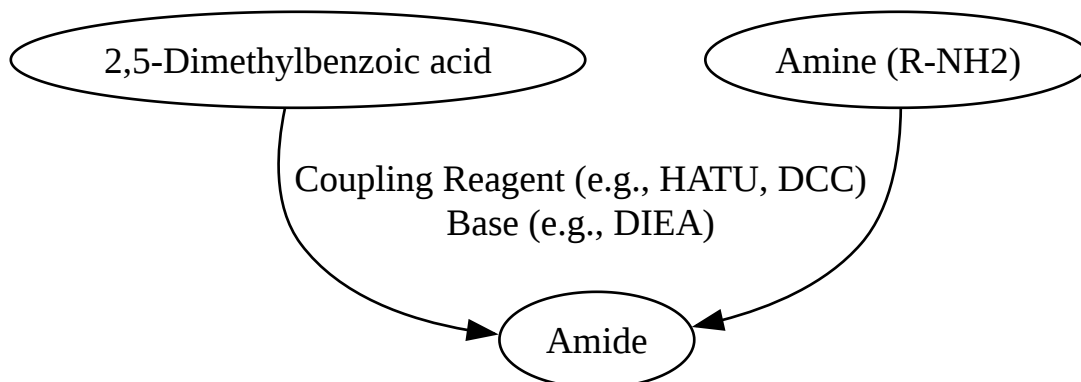 2,5-Dimethylbenzoic acid
Amine (R-NH2)
Coupling Reagent (e.g., HATU, DCC)
Base (e.g., DIEA)
Amide